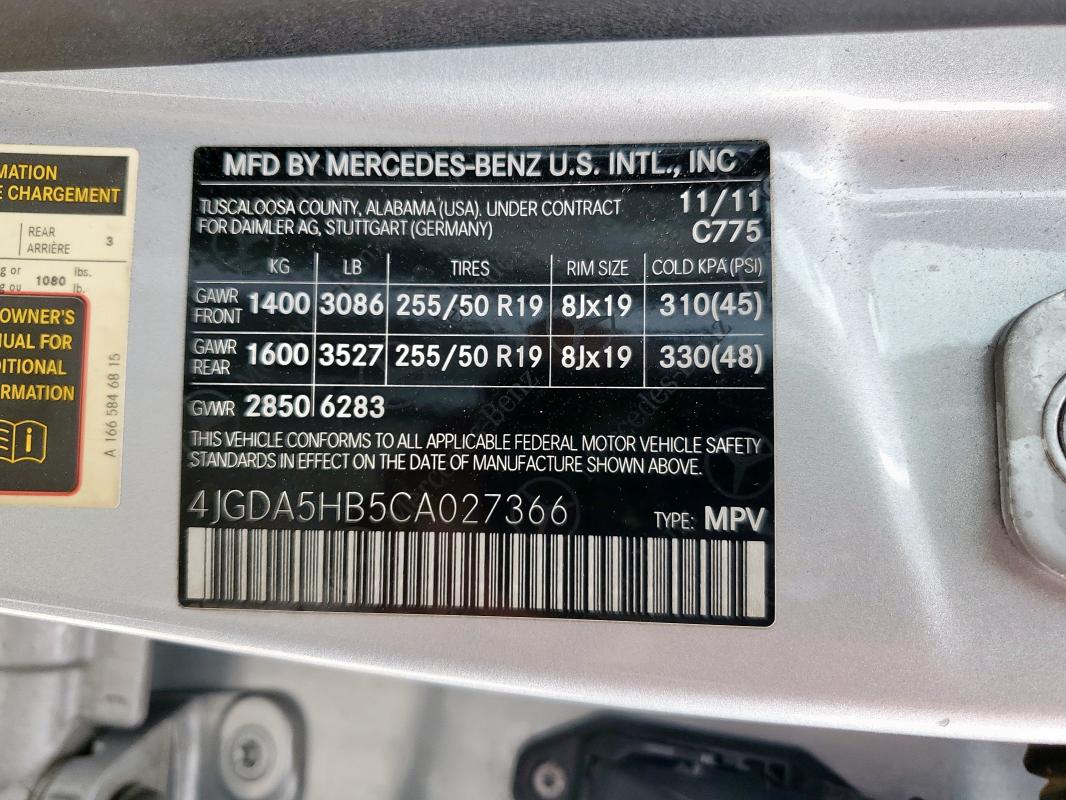 MFD BY MERCEDES-BENZ U.S. INTL., INC
TUSCALOOSA COUNTY, ALABAMA (USA). UNDER CONTRACT
FOR DAIMLER AG, STUTTGART (GERMANY)
11/11
C775
KG LB TIRES RIM SIZE COLD KPA (PSI)
GAWR FRONT 1400 3086 255/50 R19 8Jx19 310(45)
GAWR REAR 1600 3527 255/50 R19 8Jx19 330(48)
GVWR 2850 6283
THIS VEHICLE CONFORMS TO ALL APPLICABLE FEDERAL MOTOR VEHICLE SAFETY
STANDARDS IN EFFECT ON THE DATE OF MANUFACTURE SHOWN ABOVE.
4JGDA5HB5CA027366 TYPE: MPV
CHARGEMENT
REAR
ARRIÈRE 3
or 1080 lbs.
ou lb.
OWNER'S
FOR
A 166 584 68 15